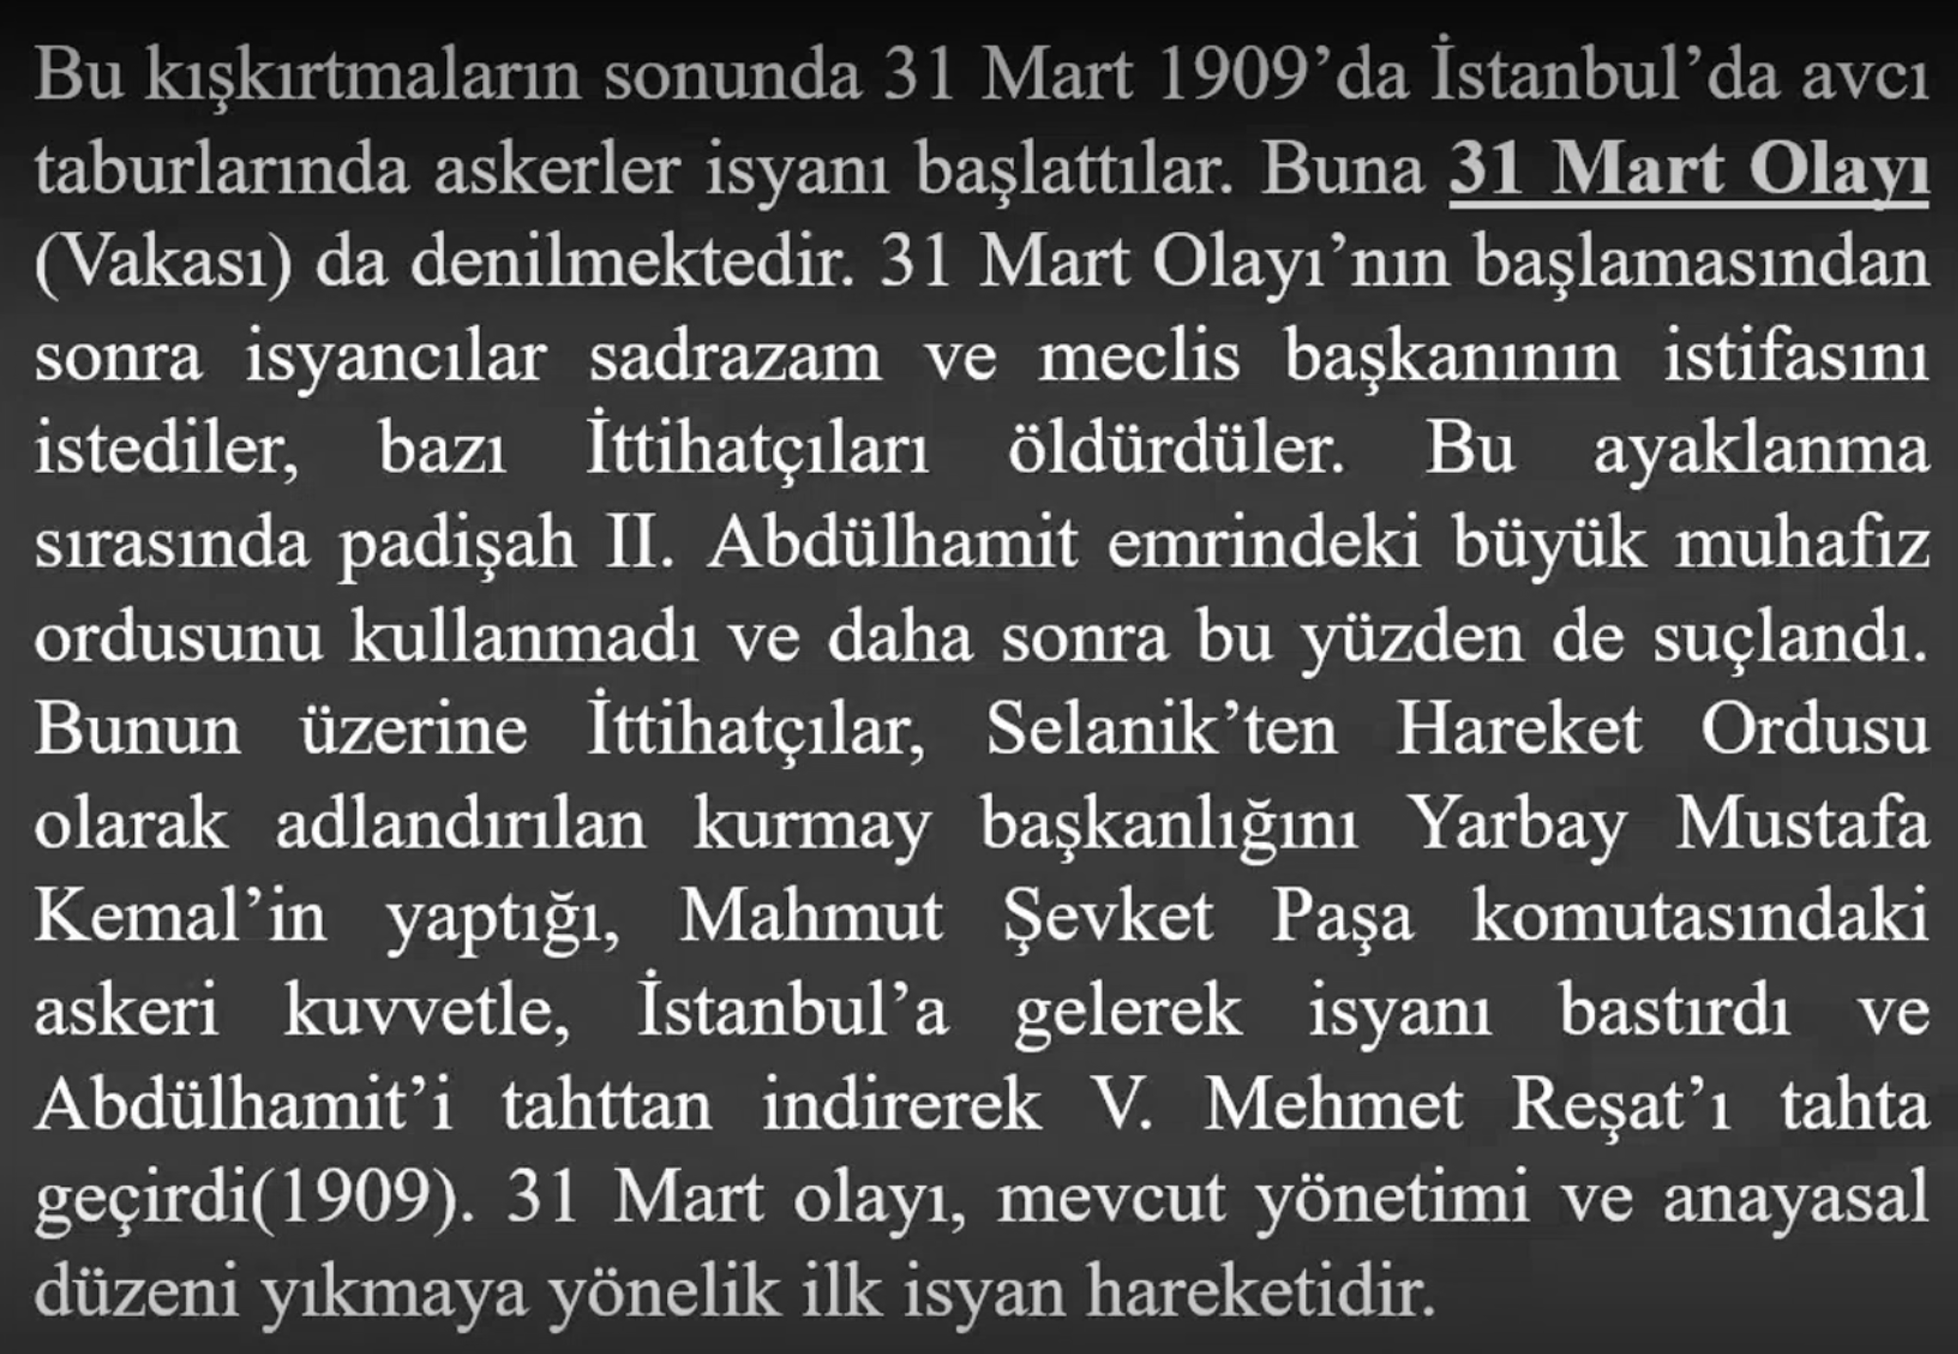 Bu kışkırtmaların sonunda 31 Mart 1909’da İstanbul’da avcı
taburlarında askerler isyanı başlattılar. Buna 31 Mart Olayı
(Vakası) da denilmektedir. 31 Mart Olayı’nın başlamasından
sonra isyancılar sadrazam ve meclis başkanının istifasını
istediler, bazı İttihatçıları öldürdüler. Bu ayaklanma
sırasında padişah II. Abdülhamit emrindeki büyük muhafız
ordusunu kullanmadı ve daha sonra bu yüzden de suçlandı.
Bunun üzerine İttihatçılar, Selanik’ten Hareket Ordusu
olarak adlandırılan kurmay başkanlığını Yarbay Mustafa
Kemal’in yaptığı, Mahmut Şevket Paşa komutasındaki
askeri kuvvetle, İstanbul’a gelerek isyanı bastırdı ve
Abdülhamit’i tahttan indirerek V. Mehmet Reşat’ı tahta
geçirdi(1909). 31 Mart olayı, mevcut yönetimi ve anayasal
düzeni yıkmaya yönelik ilk isyan hareketidir.